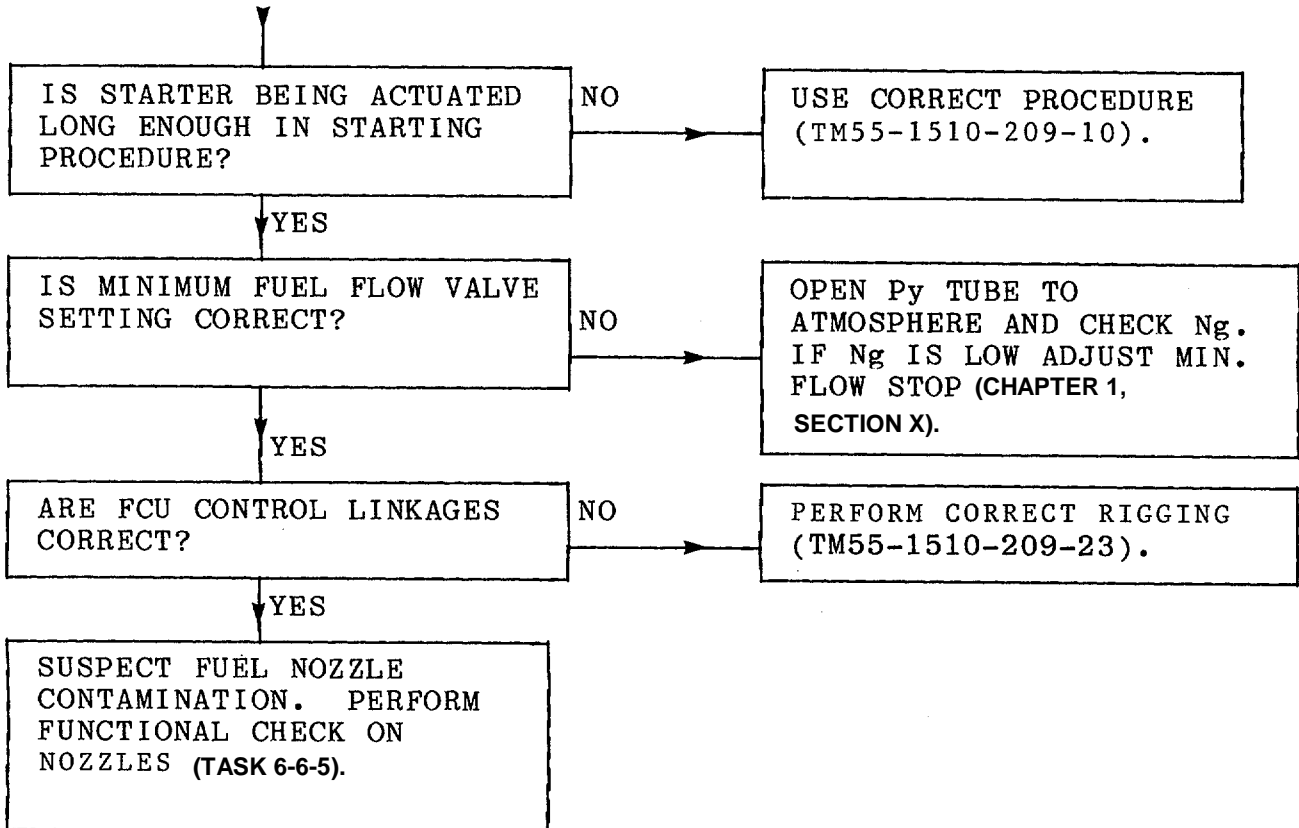 IS STARTER BEING ACTUATED
LONG ENOUGH IN STARTING
PROCEDURE?
NO
USE CORRECT PROCEDURE
(TM55-1510-209-10).
YES
IS MINIMUM FUEL FLOW VALVE
SETTING CORRECT?
NO
OPEN Py TUBE TO
ATMOSPHERE AND CHECK Ng.
IF Ng IS LOW ADJUST MIN.
FLOW STOP (CHAPTER 1,
SECTION X).
YES
ARE FCU CONTROL LINKAGES
CORRECT?
NO
PERFORM CORRECT RIGGING
(TM55-1510-209-23).
YES
SUSPECT FUEL NOZZLE
CONTAMINATION. PERFORM
FUNCTIONAL CHECK ON
NOZZLES (TASK 6-6-5).